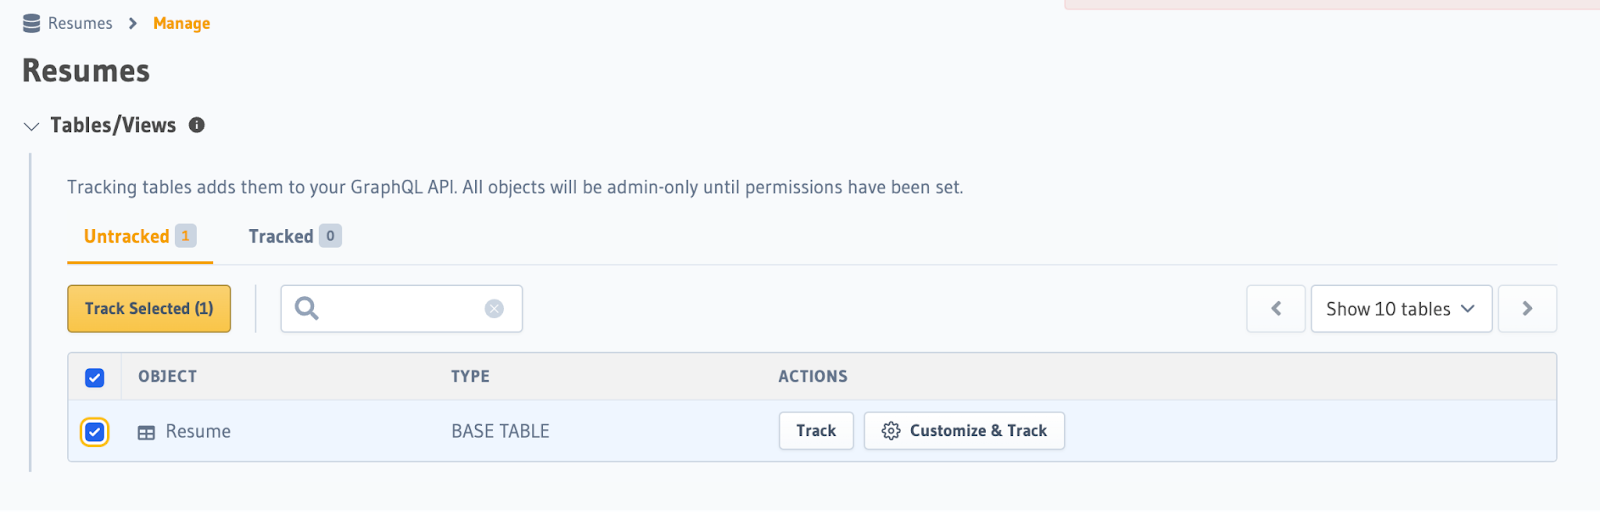 Resumes > Manage
Resumes
Tables/Views
Tracking tables adds them to your GraphQL API. All objects will be admin-only until permissions have been set.
Untracked 1 Tracked 0
Track Selected (1) Show 10 tables
OBJECT TYPE ACTIONS
Resume BASE TABLE Track Customize & Track